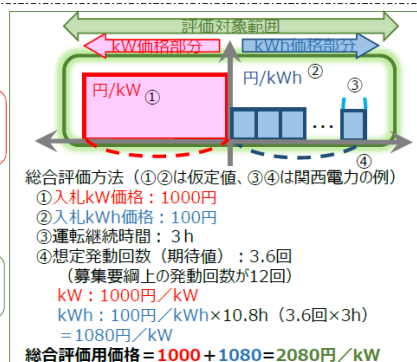 評価対象範囲
kW価格部分
kWh価格部分
円/kW ①
円/kWh ②
③
…
④
総合評価方法（①②は仮定値、③④は関西電力の例）
①入札kW価格：1000円
②入札kWh価格：100円
③運転継続時間：3h
④想定発動回数（期待値）：3.6回
（募集要綱上の発動回数が12回）
kW：1000円／kW
kWh：100円／kWh×10.8h（3.6回×3h）
＝1080円／kW
総合評価用価格＝1000＋1080＝2080円／kW